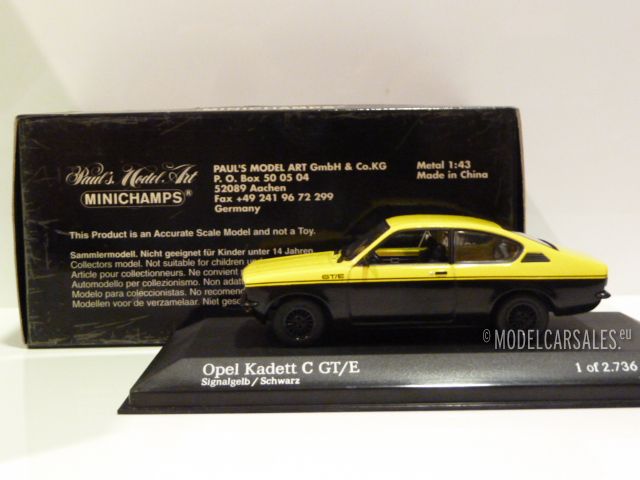 Paul's Model Art
MINICHAMPS®
PAUL'S MODEL ART GmbH & Co.KG
P. O. Box 50 05 04
52089 Aachen
Fax +49 241 96 72 299
Germany
Metal 1:43
Made in China
This Product is an Accurate Scale Model and not a Toy.
Sammlermodell. Nicht geeignet für Kinder unter 14 Jahren
Collectors model. Not suitable for children under
Article pour collectionneurs. Ne convient
Automodello per collezionismo. Non
Modelo para coleccionistas. No
Modellen voor de verzamelaar. Niet
GT/E
© MODELCARSALES.eu
Opel Kadett C GT/E
Signalgelb/Schwarz
1 of 2.736